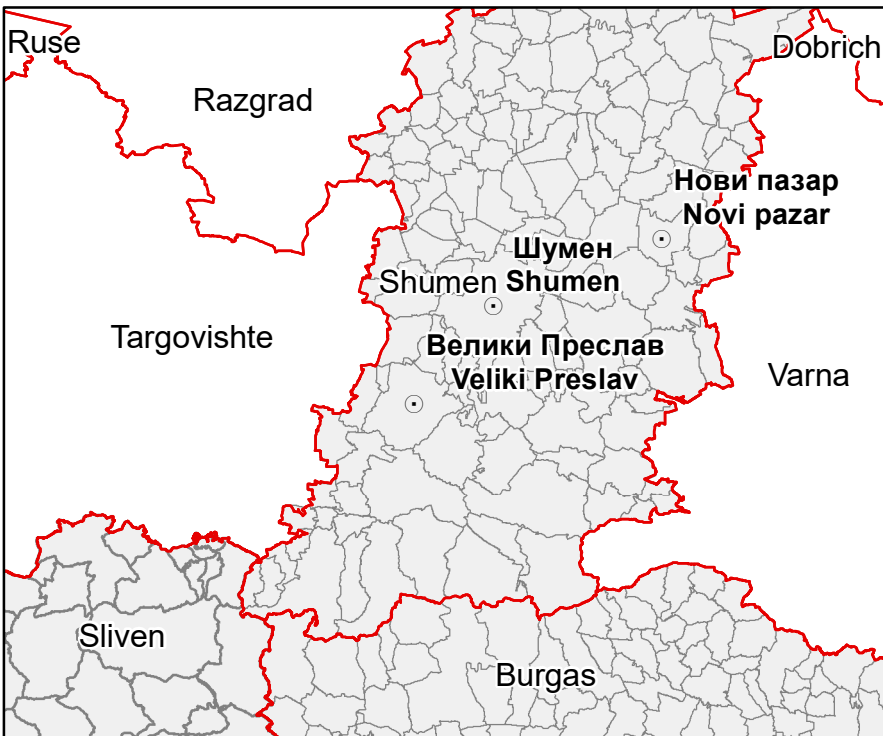 Ruse
Dobrich
Razgrad
Нови пазар
Novi pazar
Шумен
Shumen
Shumen
Targovishte
Велики Преслав
Veliki Preslav
Varna
Sliven
Burgas